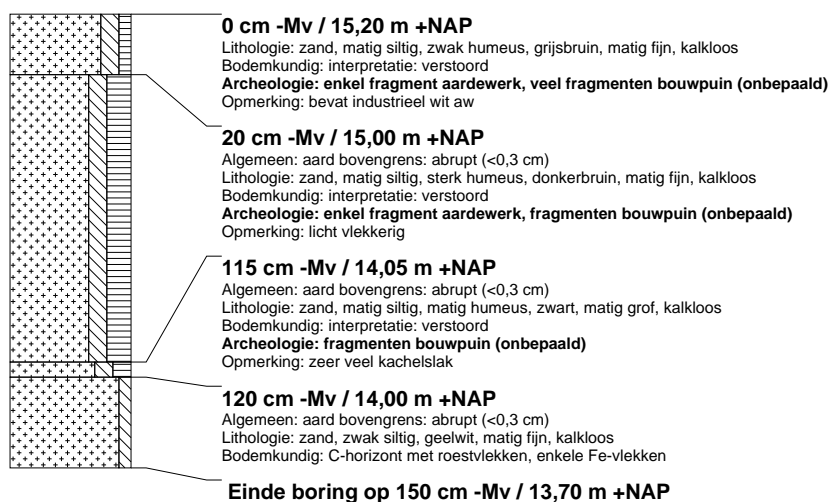 0 cm -Mv / 15,20 m +NAP
Lithologie: zand, matig siltig, zwak humeus, grijsbruin, matig fijn, kalkloos
Bodemkundig: interpretatie: verstoord
Archeologie: enkel fragment aardewerk, veel fragmenten bouwpuin (onbepaald)
Opmerking: bevat industrieel wit aw
20 cm -Mv / 15,00 m +NAP
Algemeen: aard bovengrens: abrupt (<0,3 cm)
Lithologie: zand, matig siltig, sterk humeus, donkerbruin, matig fijn, kalkloos
Bodemkundig: interpretatie: verstoord
Archeologie: enkel fragment aardewerk, fragmenten bouwpuin (onbepaald)
Opmerking: licht vlekkerig
115 cm -Mv / 14,05 m +NAP
Algemeen: aard bovengrens: abrupt (<0,3 cm)
Lithologie: zand, matig siltig, matig humeus, zwart, matig grof, kalkloos
Bodemkundig: interpretatie: verstoord
Archeologie: fragmenten bouwpuin (onbepaald)
Opmerking: zeer veel kachelslak
120 cm -Mv / 14,00 m +NAP
Algemeen: aard bovengrens: abrupt (<0,3 cm)
Lithologie: zand, zwak siltig, geelwit, matig fijn, kalkloos
Bodemkundig: C-horizont met roestvlekken, enkele Fe-vlekken
Einde boring op 150 cm -Mv / 13,70 m +NAP